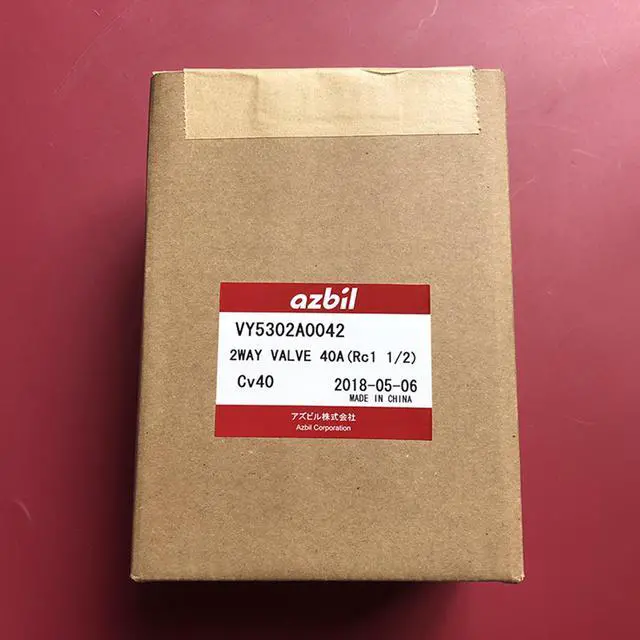 azbil
VY5302A0042
2WAY VALVE 40A(Rc1 1/2)
Cv40 2018-05-06
MADE IN CHINA
アズビル株式会社
Azbil Corporation